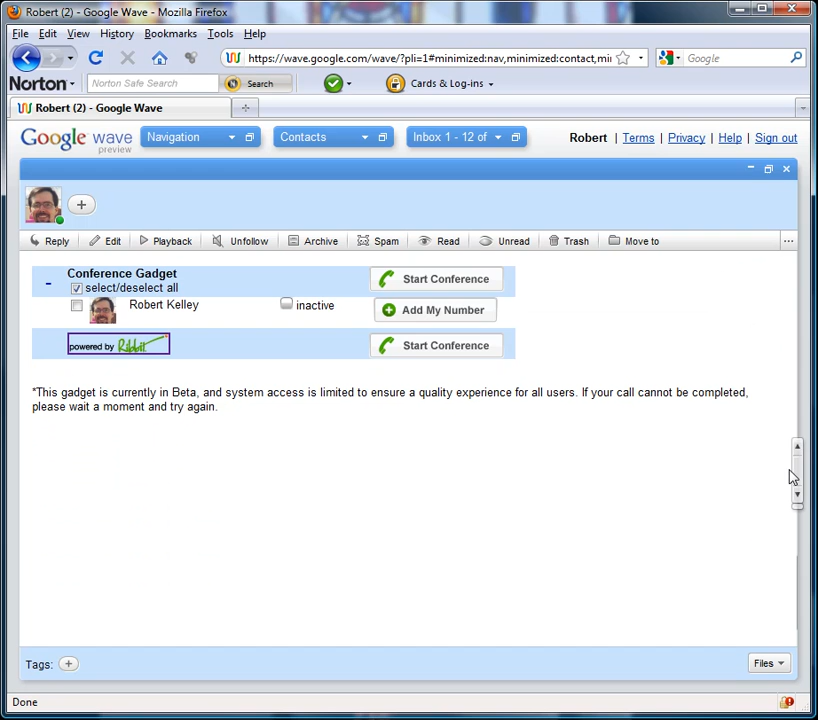 Robert (2) - Google Wave - Mozilla Firefox
File Edit View History Bookmarks Tools Help
https://wave.google.com/wave/?pli=1#minimized:nav,minimized:contact,mi
Google
Norton
Norton Safe Search
Search
Cards & Log-ins
Robert (2) - Google Wave
Google wave
preview
Navigation
Contacts
Inbox 1 - 12 of
Robert | Terms | Privacy | Help | Sign out
Reply Edit Playback Unfollow Archive Spam Read Unread Trash Move to
Conference Gadget
select/deselect all
Start Conference
Robert Kelley
inactive
Add My Number
powered by Ribbit
Start Conference
*This gadget is currently in Beta, and system access is limited to ensure a quality experience for all users. If your call cannot be completed,
please wait a moment and try again.
Tags:
Files
Done